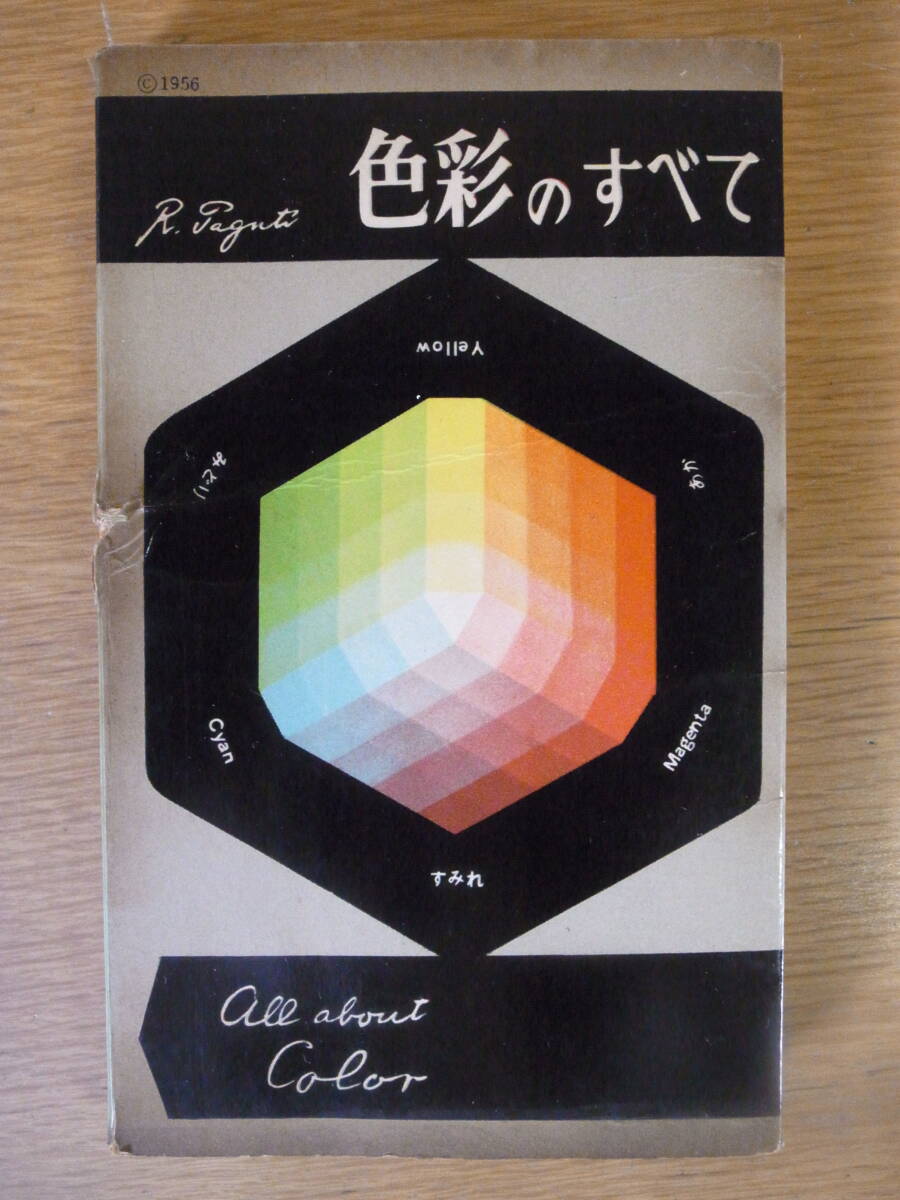 ©1956
色彩のすべて
R. Taguti
Yellow
みどり
あか
Cyan
Magenta
すみれ
All about
Color